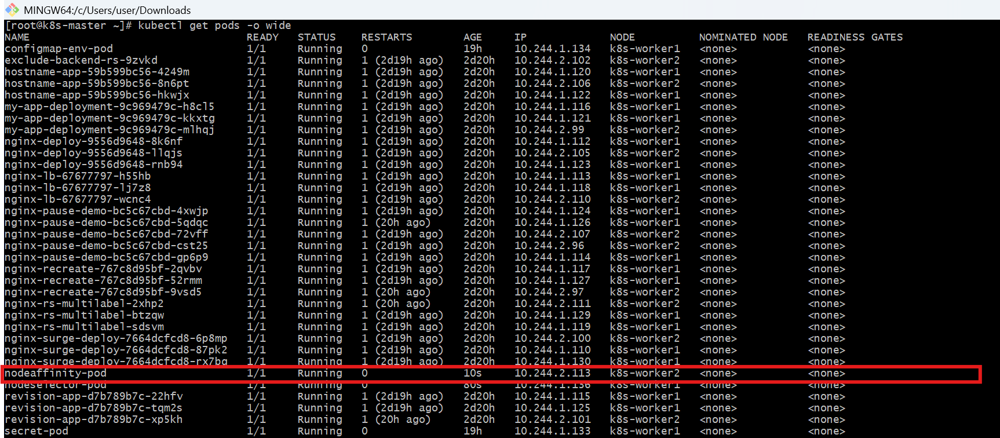 MINGW64:/c/Users/user/Downloads
[root@k8s-master ~]# kubectl get pods -o wide
NAME READY STATUS RESTARTS AGE IP NODE NOMINATED NODE READINESS GATES
configmap-env-pod 1/1 Running 0 19h 10.244.1.134 k8s-worker1 <none> <none>
exclude-backend-rs-9zvkd 1/1 Running 1 (2d19h ago) 2d20h 10.244.2.102 k8s-worker2 <none> <none>
hostname-app-59b599bc56-4249m 1/1 Running 1 (2d19h ago) 2d20h 10.244.1.120 k8s-worker1 <none> <none>
hostname-app-59b599bc56-8n6pt 1/1 Running 1 (2d19h ago) 2d20h 10.244.2.106 k8s-worker2 <none> <none>
hostname-app-59b599bc56-hkwjx 1/1 Running 1 (2d19h ago) 2d20h 10.244.1.122 k8s-worker1 <none> <none>
my-app-deployment-9c969479c-h8cl5 1/1 Running 1 (2d19h ago) 2d20h 10.244.1.116 k8s-worker1 <none> <none>
my-app-deployment-9c969479c-kkxtg 1/1 Running 1 (2d19h ago) 2d20h 10.244.1.121 k8s-worker1 <none> <none>
my-app-deployment-9c969479c-mlhqj 1/1 Running 1 (2d19h ago) 2d20h 10.244.2.99 k8s-worker2 <none> <none>
nginx-deploy-9556d9648-8k6nf 1/1 Running 1 (2d19h ago) 2d20h 10.244.1.112 k8s-worker1 <none> <none>
nginx-deploy-9556d9648-llqjs 1/1 Running 1 (2d19h ago) 2d20h 10.244.2.105 k8s-worker2 <none> <none>
nginx-deploy-9556d9648-rnb94 1/1 Running 1 (2d19h ago) 2d20h 10.244.1.123 k8s-worker1 <none> <none>
nginx-lb-67677797-h55hb 1/1 Running 1 (2d19h ago) 2d20h 10.244.1.113 k8s-worker1 <none> <none>
nginx-lb-67677797-lj7z8 1/1 Running 1 (2d19h ago) 2d20h 10.244.1.118 k8s-worker1 <none> <none>
nginx-lb-67677797-wcnc4 1/1 Running 1 (2d19h ago) 2d20h 10.244.2.110 k8s-worker2 <none> <none>
nginx-pause-demo-bc5c67cbd-4xwjp 1/1 Running 1 (2d19h ago) 2d20h 10.244.1.124 k8s-worker1 <none> <none>
nginx-pause-demo-bc5c67cbd-5qdqc 1/1 Running 1 (20h ago) 2d20h 10.244.1.126 k8s-worker1 <none> <none>
nginx-pause-demo-bc5c67cbd-72vff 1/1 Running 1 (2d19h ago) 2d20h 10.244.2.107 k8s-worker2 <none> <none>
nginx-pause-demo-bc5c67cbd-cst25 1/1 Running 1 (2d19h ago) 2d20h 10.244.2.96 k8s-worker2 <none> <none>
nginx-pause-demo-bc5c67cbd-gp6p9 1/1 Running 1 (2d19h ago) 2d20h 10.244.1.114 k8s-worker1 <none> <none>
nginx-recreate-767c8d95bf-2qvbv 1/1 Running 1 (2d19h ago) 2d20h 10.244.1.117 k8s-worker1 <none> <none>
nginx-recreate-767c8d95bf-52rmm 1/1 Running 1 (2d19h ago) 2d20h 10.244.1.127 k8s-worker1 <none> <none>
nginx-recreate-767c8d95bf-9vsd5 1/1 Running 1 (20h ago) 2d20h 10.244.2.97 k8s-worker2 <none> <none>
nginx-rs-multilabel-2xhp2 1/1 Running 1 (20h ago) 2d20h 10.244.2.111 k8s-worker2 <none> <none>
nginx-rs-multilabel-btzqw 1/1 Running 1 (2d19h ago) 2d20h 10.244.1.129 k8s-worker1 <none> <none>
nginx-rs-multilabel-sdsvm 1/1 Running 1 (2d19h ago) 2d20h 10.244.1.119 k8s-worker1 <none> <none>
nginx-surge-deploy-7664dcfcd8-6p8mp 1/1 Running 1 (2d19h ago) 2d20h 10.244.2.100 k8s-worker2 <none> <none>
nginx-surge-deploy-7664dcfcd8-87pk2 1/1 Running 1 (2d19h ago) 2d20h 10.244.1.110 k8s-worker1 <none> <none>
nginx-surge-deploy-7664dcfcd8-rx7bg 1/1 Running 1 (2d19h ago) 2d20h 10.244.1.130 k8s-worker1 <none> <none>
nodeaffinity-pod 1/1 Running 0 10s 10.244.2.113 k8s-worker2 <none> <none>
nodeselector-pod 1/1 Running 0 80s 10.244.1.136 k8s-worker1 <none> <none>
revision-app-d7b789b7c-22hfv 1/1 Running 1 (2d19h ago) 2d20h 10.244.1.115 k8s-worker1 <none> <none>
revision-app-d7b789b7c-tqm2s 1/1 Running 1 (2d19h ago) 2d20h 10.244.1.125 k8s-worker1 <none> <none>
revision-app-d7b789b7c-xp5kh 1/1 Running 1 (20h ago) 2d20h 10.244.2.101 k8s-worker2 <none> <none>
secret-pod 1/1 Running 0 19h 10.244.1.133 k8s-worker1 <none> <none>